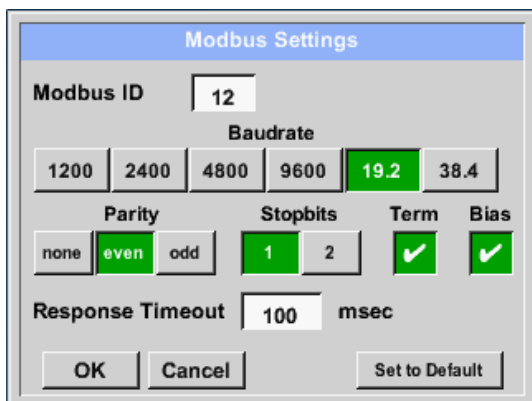 Modbus Settings
Modbus ID 12
Baudrate
1200 2400 4800 9600 19.2 38.4
Parity Stopbits Term Bias
none even odd 1 2 ✔ ✔
Response Timeout 100 msec
OK Cancel Set to Default